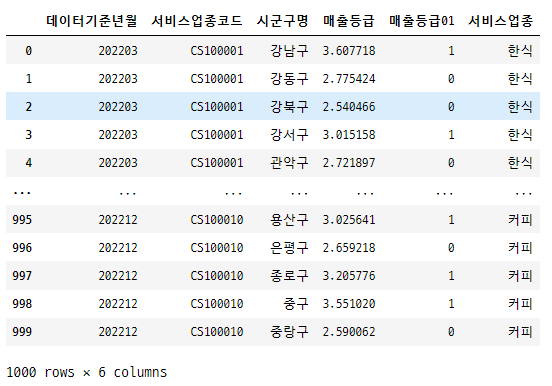 데이터기준년월 서비스업종코드 시군구명 매출등급 매출등급01 서비스업종
0 202203 CS100001 강남구 3.607718 1 한식
1 202203 CS100001 강동구 2.775424 0 한식
2 202203 CS100001 강북구 2.540466 0 한식
3 202203 CS100001 강서구 3.015158 1 한식
4 202203 CS100001 관악구 2.721897 0 한식
... ... ... ... ... ... ...
995 202212 CS100010 용산구 3.025641 1 커피
996 202212 CS100010 은평구 2.659218 0 커피
997 202212 CS100010 종로구 3.205776 1 커피
998 202212 CS100010 중구 3.551020 1 커피
999 202212 CS100010 중랑구 2.590062 0 커피
1000 rows × 6 columns